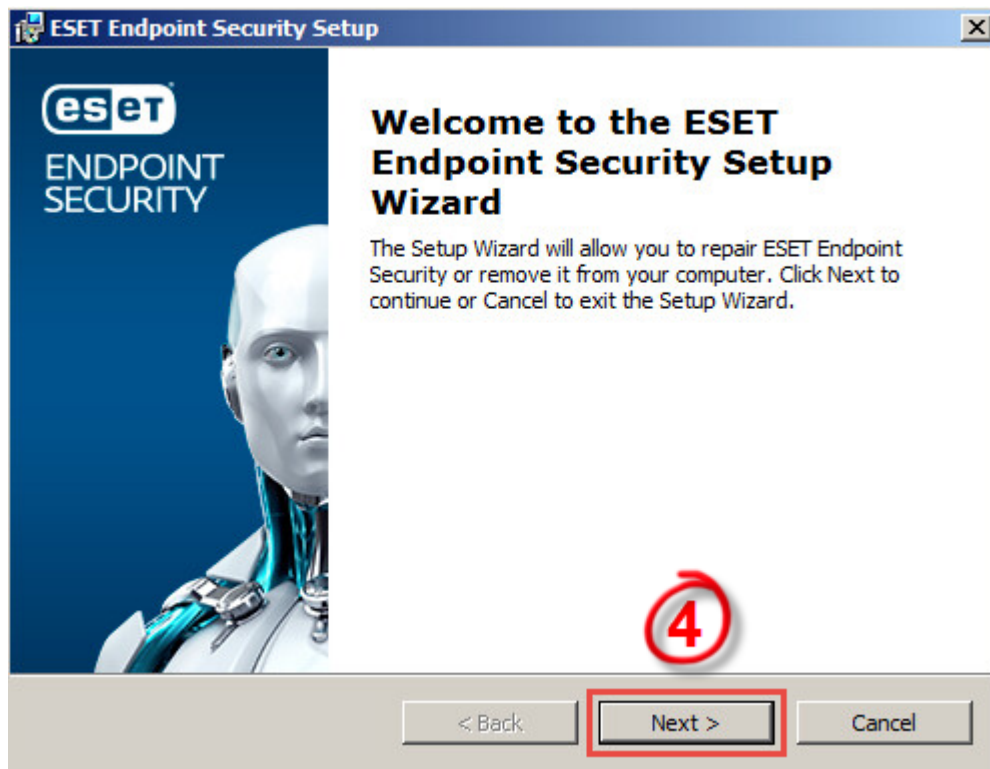 ESET Endpoint Security Setup
eset
ENDPOINT
SECURITY
Welcome to the ESET
Endpoint Security Setup
Wizard
The Setup Wizard will allow you to repair ESET Endpoint
Security or remove it from your computer. Click Next to
continue or Cancel to exit the Setup Wizard.
4
< Back
Next >
Cancel